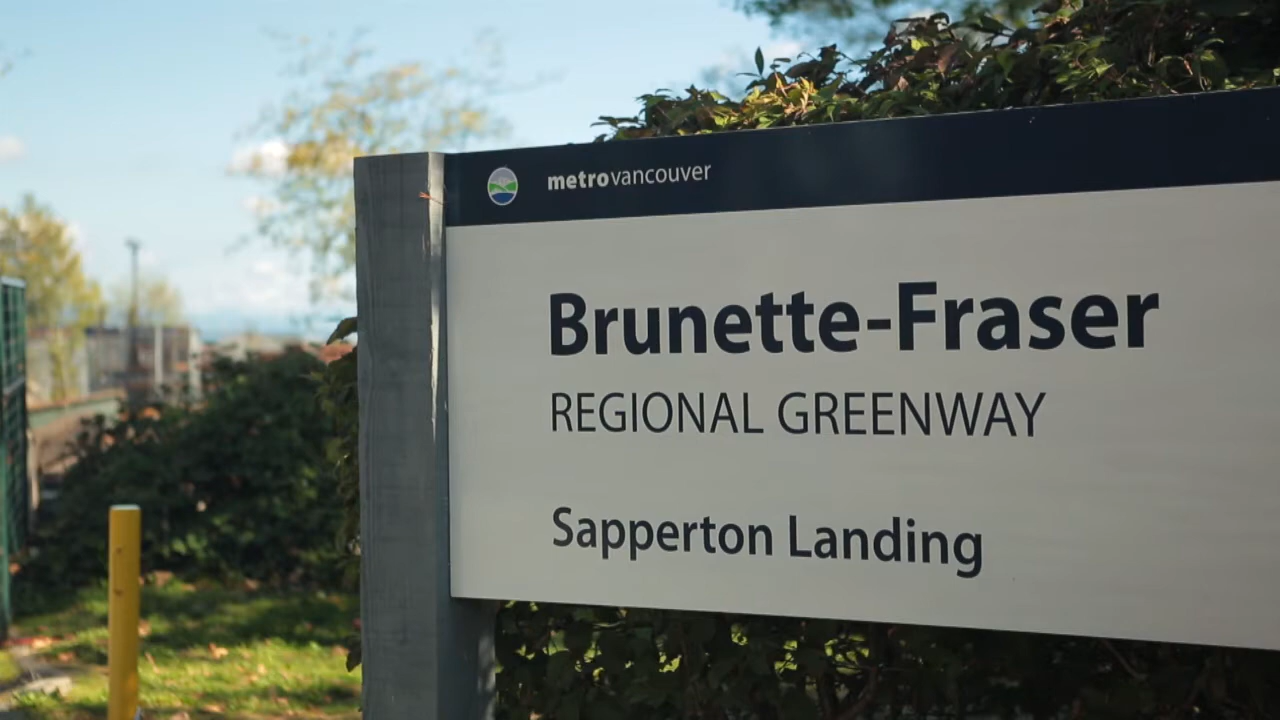 metrovancouver
Brunette-Fraser
REGIONAL GREENWAY
Sapperton Landing